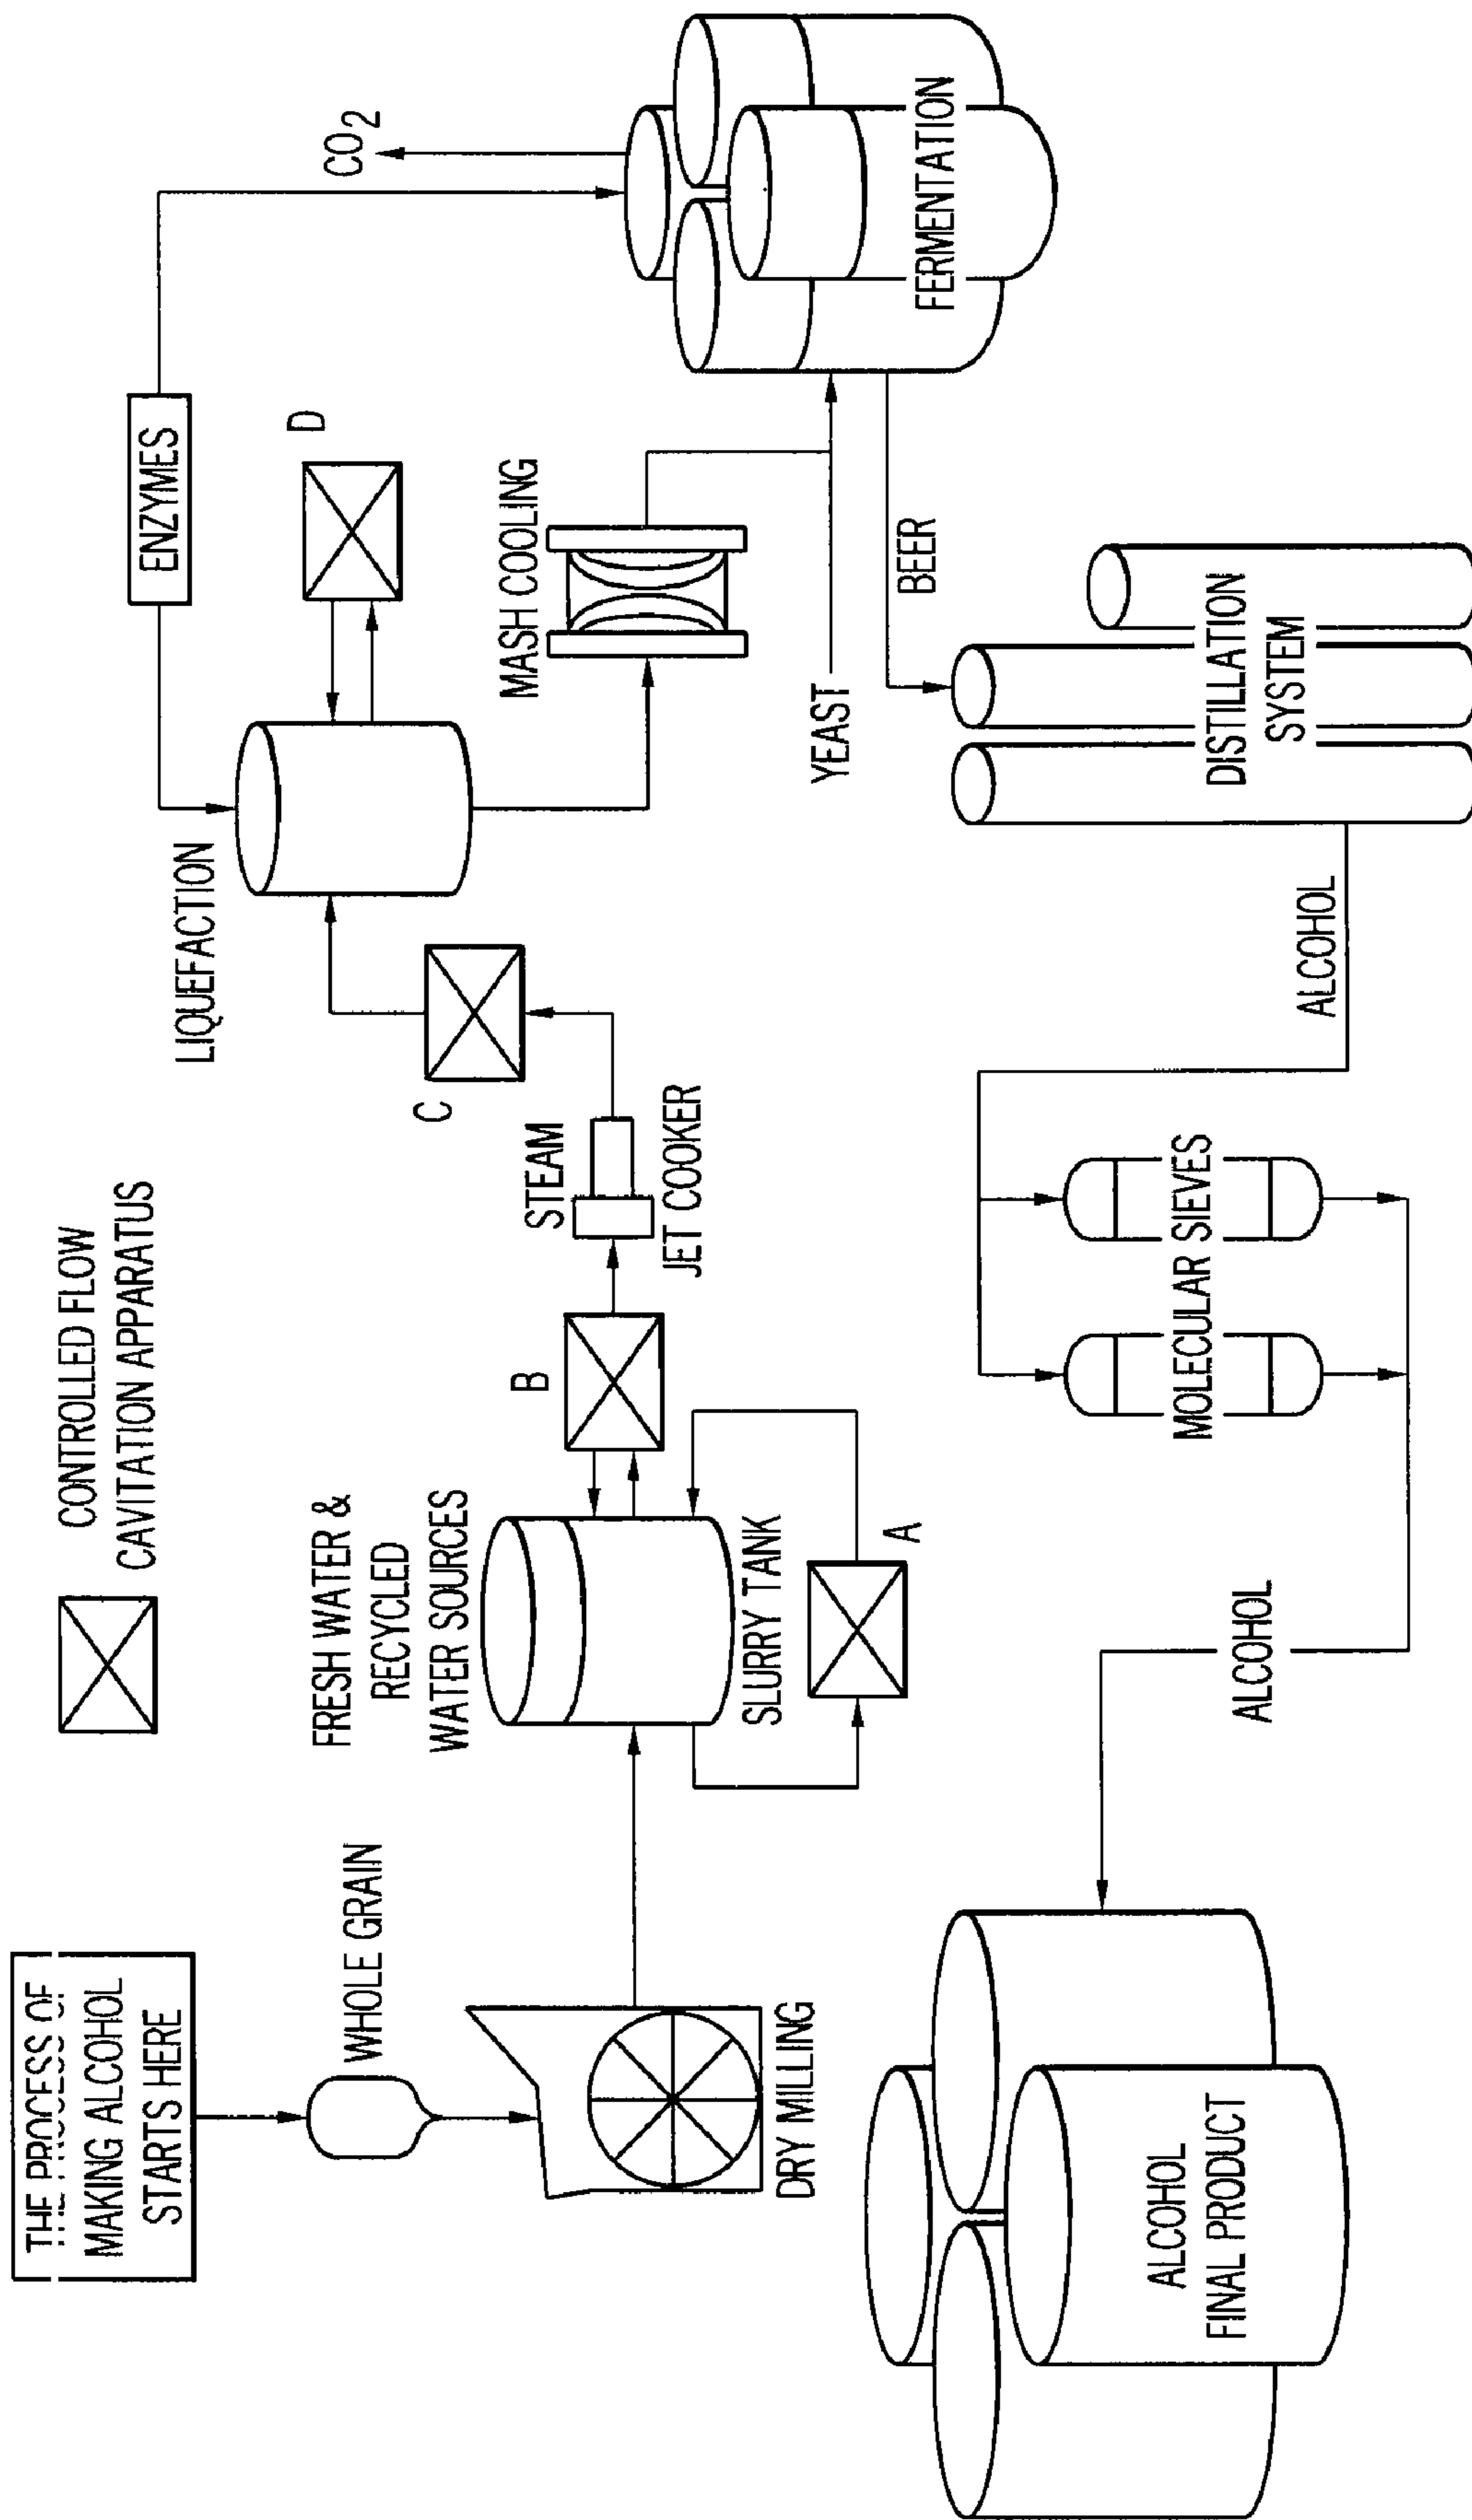 THE PROCESS OF
MAKING ALCOHOL
STARTS HERE
CONTROLLED FLOW
CAVITATION APPARATUS
WHOLE GRAIN
FRESH WATER &
RECYCLED
WATER SOURCES
DRY MILLING
SLURRY TANK
A
B
STEAM
JET COOKER
C
LIQUEFACTION
ENZYMES
D
MASH COOLING
CO2
YEAST
BEER
FERMENTATION
DISTILLATION
SYSTEM
ALCOHOL
MOLECULAR SIEVES
ALCOHOL
ALCOHOL
FINAL PRODUCT